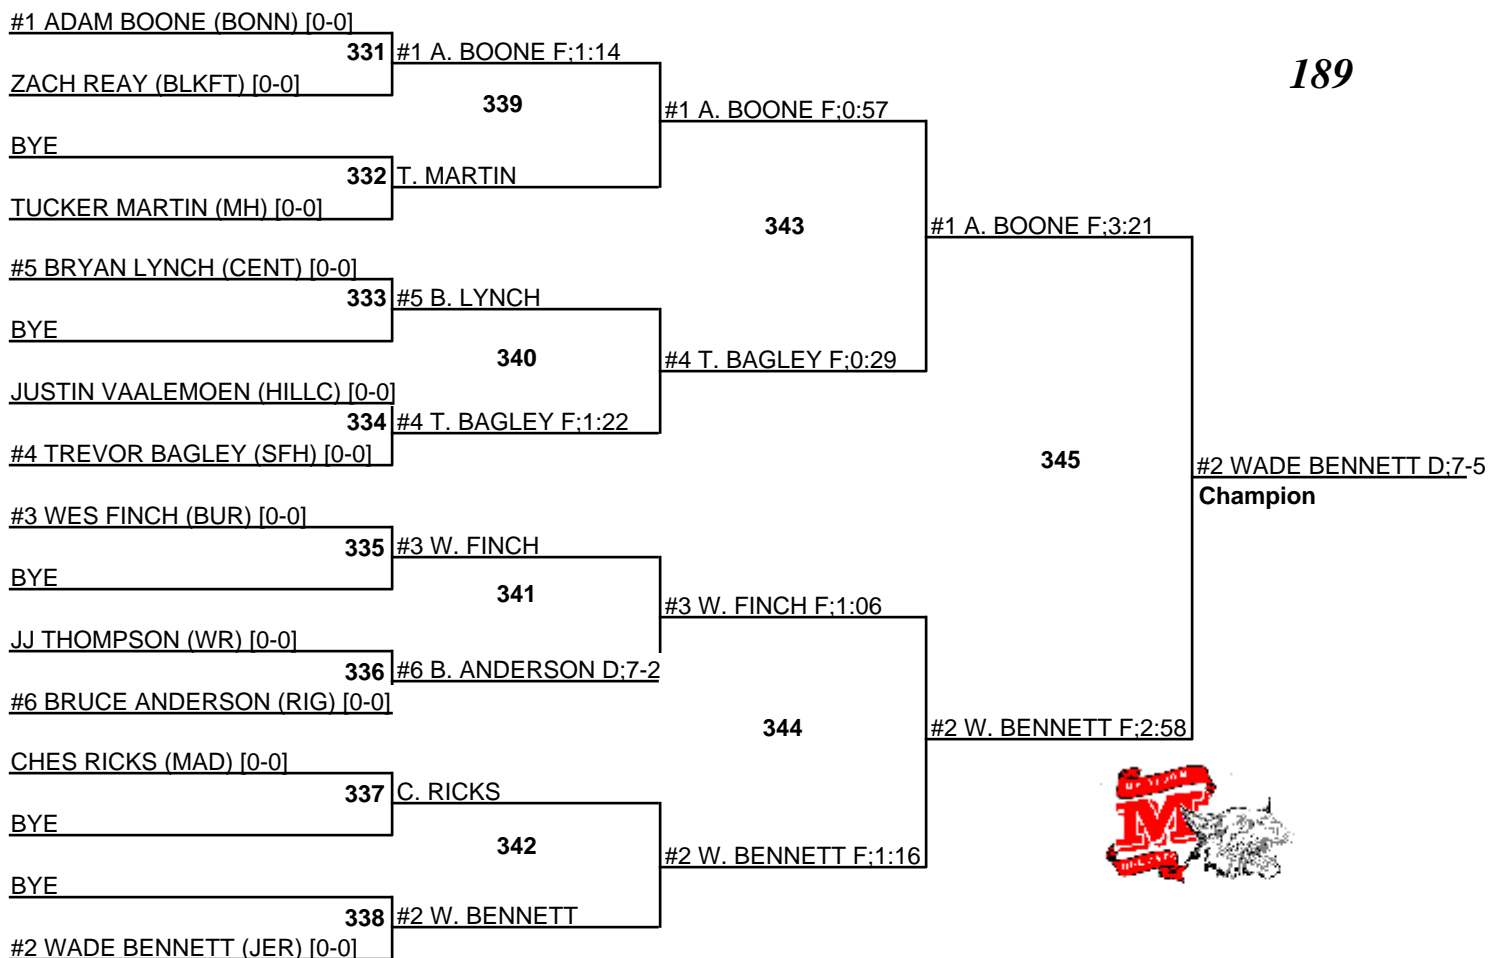 189
#1 ADAM BOONE (BONN) [0-0]
331
#1 A. BOONE F;1:14
ZACH REAY (BLKFT) [0-0]
339
#1 A. BOONE F;0:57
BYE
332
T. MARTIN
TUCKER MARTIN (MH) [0-0]
343
#1 A. BOONE F;3:21
#5 BRYAN LYNCH (CENT) [0-0]
333
#5 B. LYNCH
BYE
340
#4 T. BAGLEY F;0:29
JUSTIN VAALEMOEN (HILLC) [0-0]
334
#4 T. BAGLEY F;1:22
#4 TREVOR BAGLEY (SFH) [0-0]
345
#2 WADE BENNETT D;7-5
Champion
#3 WES FINCH (BUR) [0-0]
335
#3 W. FINCH
BYE
341
#3 W. FINCH F;1:06
JJ THOMPSON (WR) [0-0]
336
#6 B. ANDERSON D;7-2
#6 BRUCE ANDERSON (RIG) [0-0]
344
#2 W. BENNETT F;2:58
CHES RICKS (MAD) [0-0]
337
C. RICKS
BYE
342
#2 W. BENNETT F;1:16
BYE
338
#2 W. BENNETT
#2 WADE BENNETT (JER) [0-0]
M